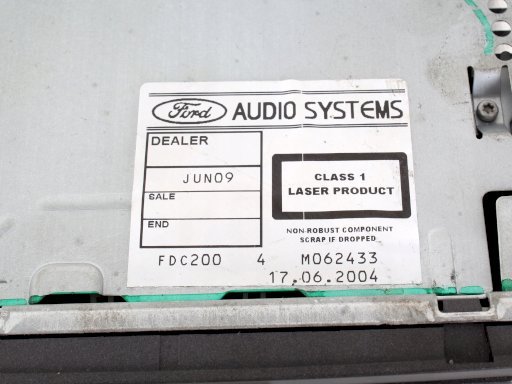 Ford AUDIO SYSTEMS
DEALER
JUN09
SALE
END
CLASS 1
LASER PRODUCT
NON-ROBUST COMPONENT
SCRAP IF DROPPED
FDC200 4 M062433
17.06.2004